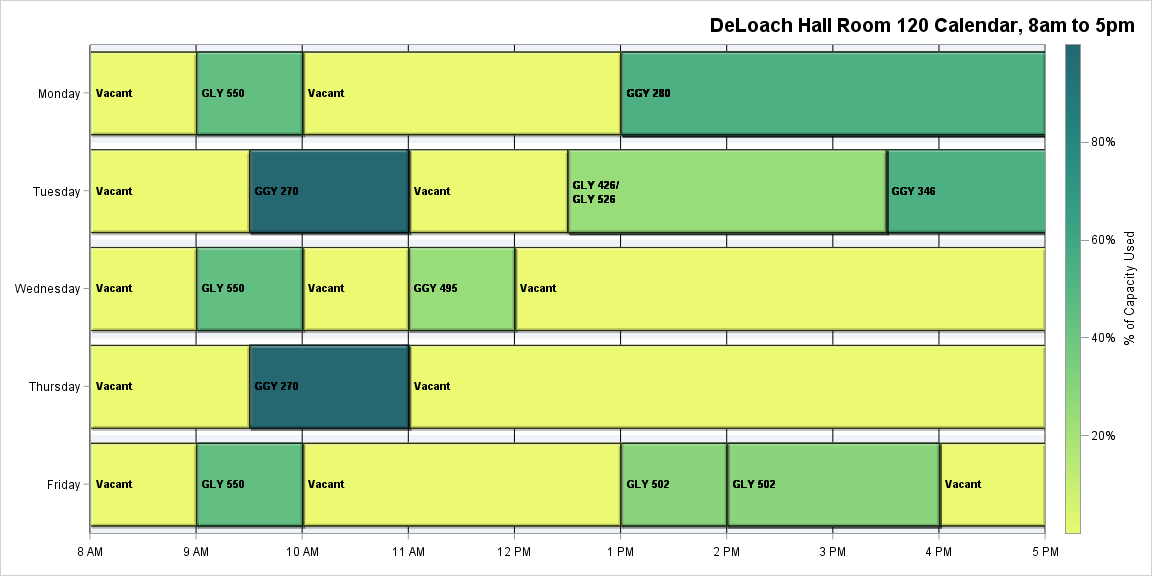 DeLoach Hall Room 120 Calendar, 8am to 5pm
Monday
Vacant
GLY 550
Vacant
GGY 280
Tuesday
Vacant
GGY 270
Vacant
GLY 426/
GLY 526
GGY 346
Wednesday
Vacant
GLY 550
Vacant
GGY 495
Vacant
Thursday
Vacant
GGY 270
Vacant
Friday
Vacant
GLY 550
Vacant
GLY 502
GLY 502
Vacant
8 AM
9 AM
10 AM
11 AM
12 PM
1 PM
2 PM
3 PM
4 PM
5 PM
80%
60%
40%
20%
% of Capacity Used